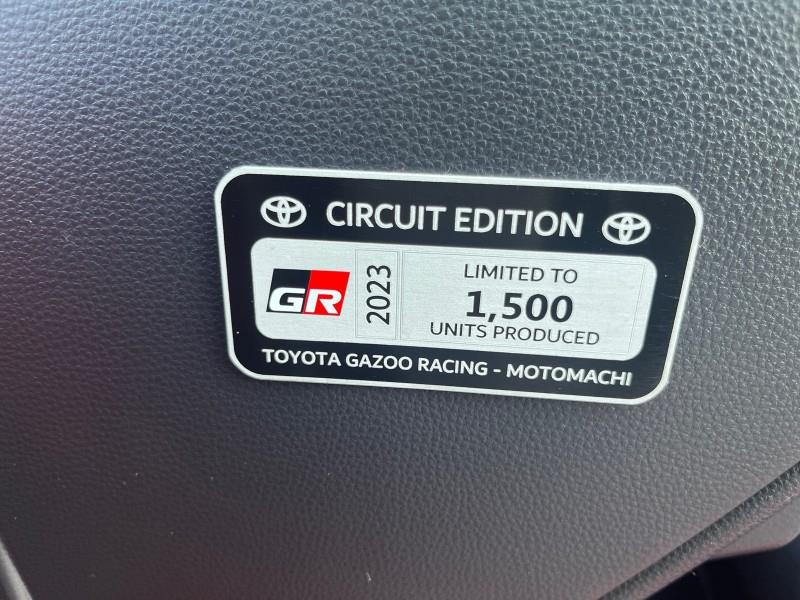 CIRCUIT EDITION
GR
2023
LIMITED TO
1,500
UNITS PRODUCED
TOYOTA GAZOO RACING - MOTOMACHI